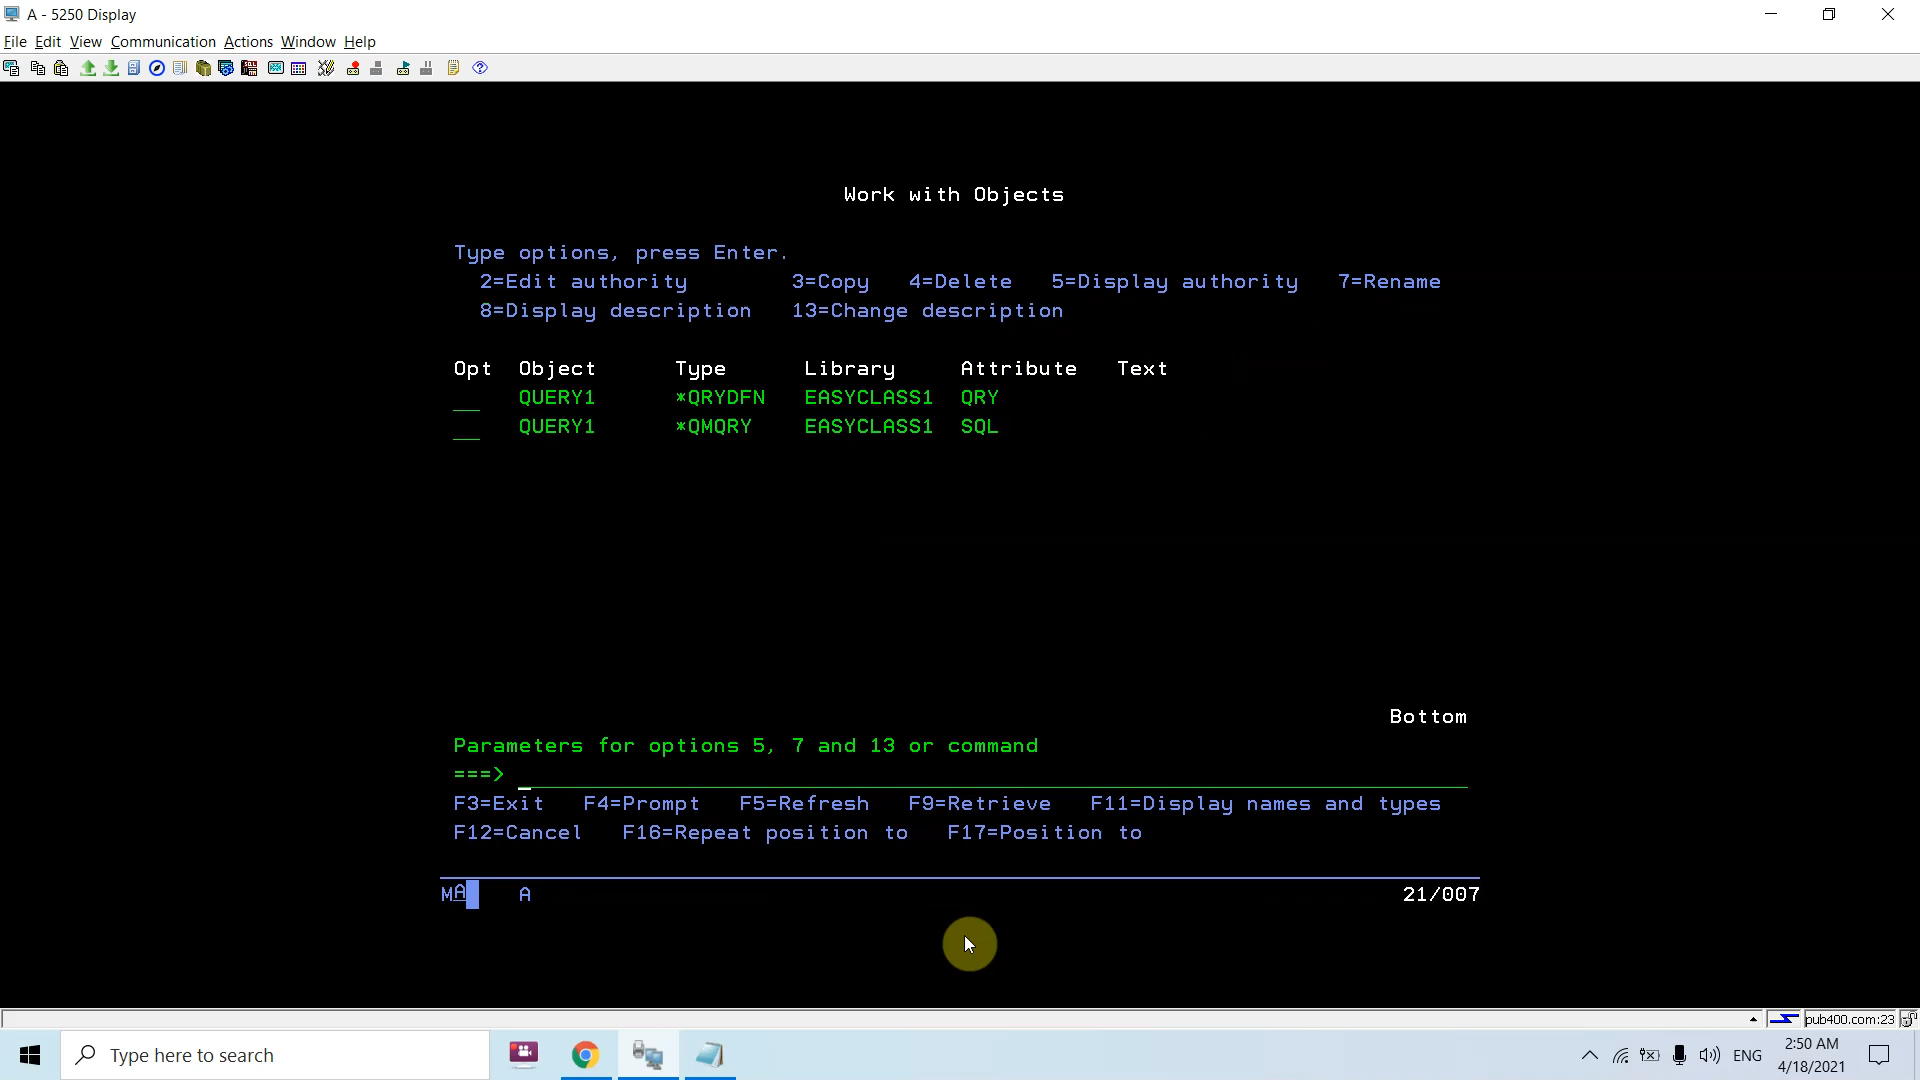 A - 5250 Display
File Edit View Communication Actions Window Help
Work with Objects
Type options, press Enter.
2=Edit authority 3=Copy 4=Delete 5=Display authority 7=Rename
8=Display description 13=Change description
Opt Object Type Library Attribute Text
QUERY1 *QRYDFN EASYCLASS1 QRY
QUERY1 *QMQRY EASYCLASS1 SQL
Bottom
Parameters for options 5, 7 and 13 or command
===>
F3=Exit F4=Prompt F5=Refresh F9=Retrieve F11=Display names and types
F12=Cancel F16=Repeat position to F17=Position to
MA A 21/007
pub400.com:23
Type here to search
ENG
2:50 AM
4/18/2021